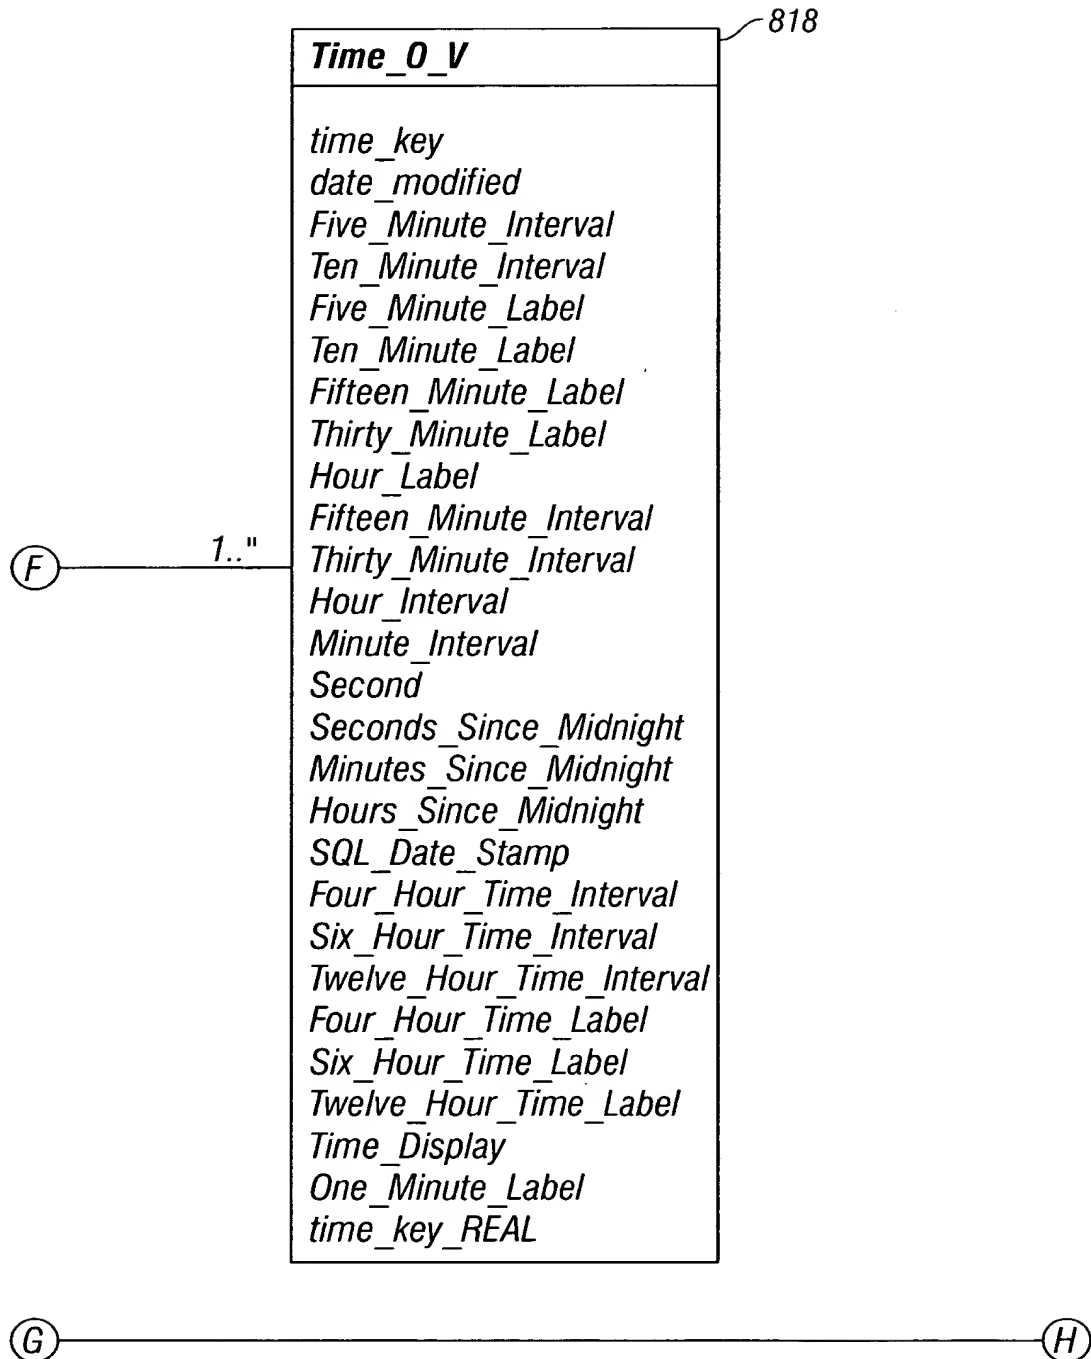 818
Time_O_V
time_key
date_modified
Five_Minute_Interval
Ten_Minute_Interval
Five_Minute_Label
Ten_Minute_Label
Fifteen_Minute_Label
Thirty_Minute_Label
Hour_Label
Fifteen_Minute_Interval
F 1.." Thirty_Minute_Interval
Hour_Interval
Minute_Interval
Second
Seconds_Since_Midnight
Minutes_Since_Midnight
Hours_Since_Midnight
SQL_Date_Stamp
Four_Hour_Time_Interval
Six_Hour_Time_Interval
Twelve_Hour_Time_Interval
Four_Hour_Time_Label
Six_Hour_Time_Label
Twelve_Hour_Time_Label
Time_Display
One_Minute_Label
time_key_REAL
G H